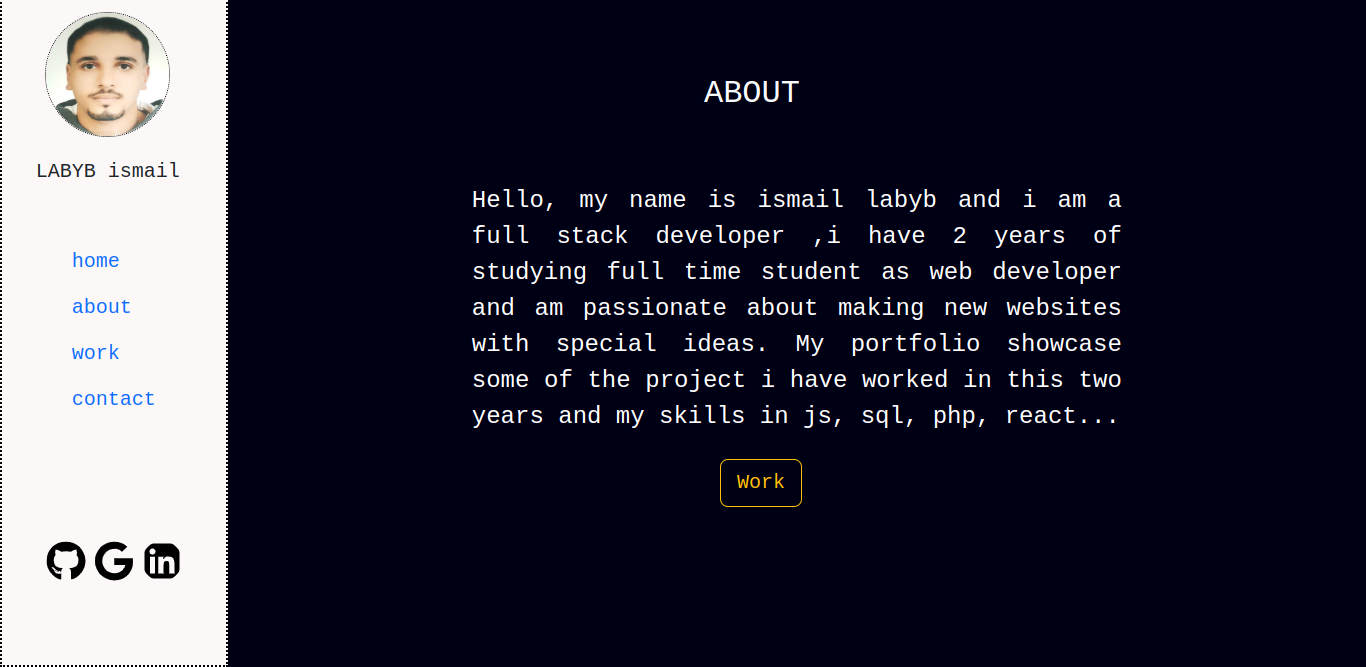 LABYB ismail
home
about
work
contact
ABOUT
Hello, my name is ismail labyb and i am a
full stack developer ,i have 2 years of
studying full time student as web developer
and am passionate about making new websites
with special ideas. My portfolio showcase
some of the project i have worked in this two
years and my skills in js, sql, php, react...
Work